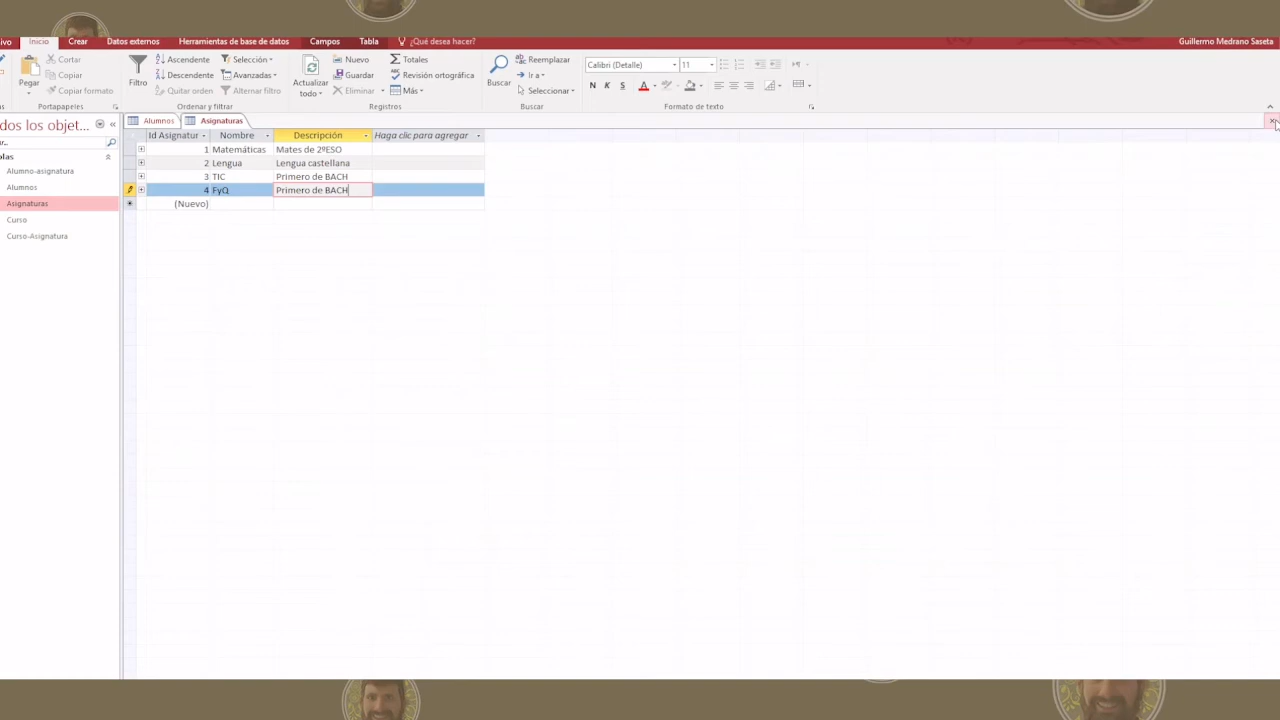 ivo Inicio Crear Datos externos Herramientas de base de datos Campos Tabla ¿Qué desea hacer? Guillermo Medrano Saseta
Cortar Ascendente Selección Nuevo Totales Reemplazar Calibri (Detalle) 11
Copiar Descendente Avanzadas Guardar Revisión ortográfica Ir a
Pegar Filtro Actualizar Buscar
Copiar formato Quitar orden Alternar filtro todo Eliminar Más Seleccionar N K S A
Portapapeles Ordenar y filtrar Registros Buscar Formato de texto
dos los objet... «
Alumnos Asignaturas
Id Asignatur Nombre Descripción Haga clic para agregar
1 Matemáticas Mates de 2ºESO
2 Lengua Lengua castellana
3 TIC Primero de BACH
4 FyQ Primero de BACH
(Nuevo)
r...
olas
Alumno-asignatura
Alumnos
Asignaturas
Curso
Curso-Asignatura